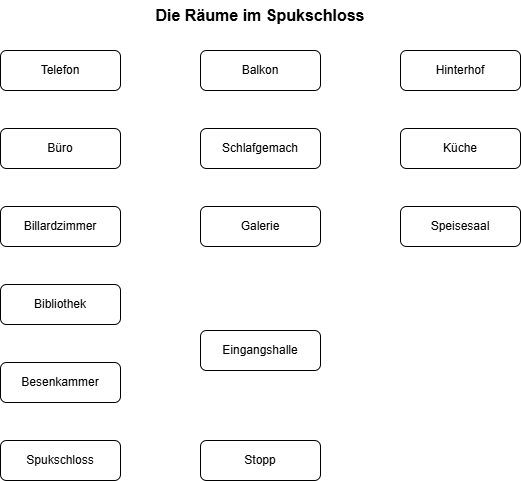 Die Räume im Spukschloss
Telefon
Balkon
Hinterhof
Büro
Schlafgemach
Küche
Billardzimmer
Galerie
Speisesaal
Bibliothek
Eingangshalle
Besenkammer
Spukschloss
Stopp